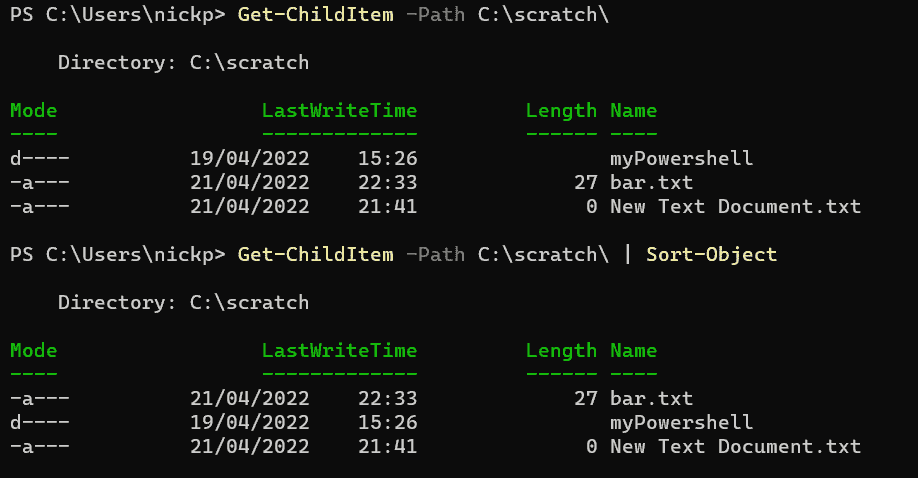 PS C:\Users\nickp> Get-ChildItem -Path C:\scratch\
Directory: C:\scratch
Mode LastWriteTime Length Name
---- ------------- ------ ----
d---- 19/04/2022 15:26 myPowershell
-a--- 21/04/2022 22:33 27 bar.txt
-a--- 21/04/2022 21:41 0 New Text Document.txt
PS C:\Users\nickp> Get-ChildItem -Path C:\scratch\ | Sort-Object
Directory: C:\scratch
Mode LastWriteTime Length Name
---- ------------- ------ ----
-a--- 21/04/2022 22:33 27 bar.txt
d---- 19/04/2022 15:26 myPowershell
-a--- 21/04/2022 21:41 0 New Text Document.txt